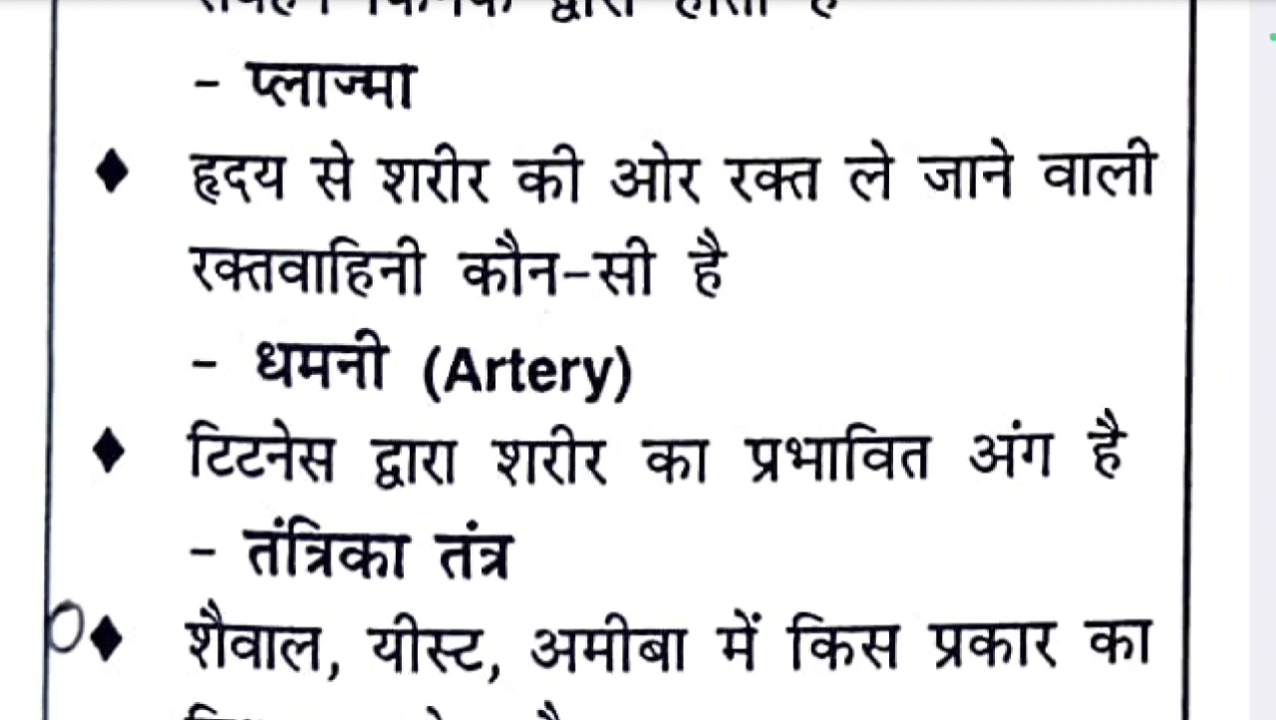 द्वारा होता है
- प्लाज्मा
♦ हृदय से शरीर की ओर रक्त ले जाने वाली
रक्तवाहिनी कौन-सी है
- धमनी (Artery)
♦ टिटनेस द्वारा शरीर का प्रभावित अंग है
- तंत्रिका तंत्र
♦ शैवाल, यीस्ट, अमीबा में किस प्रकार का